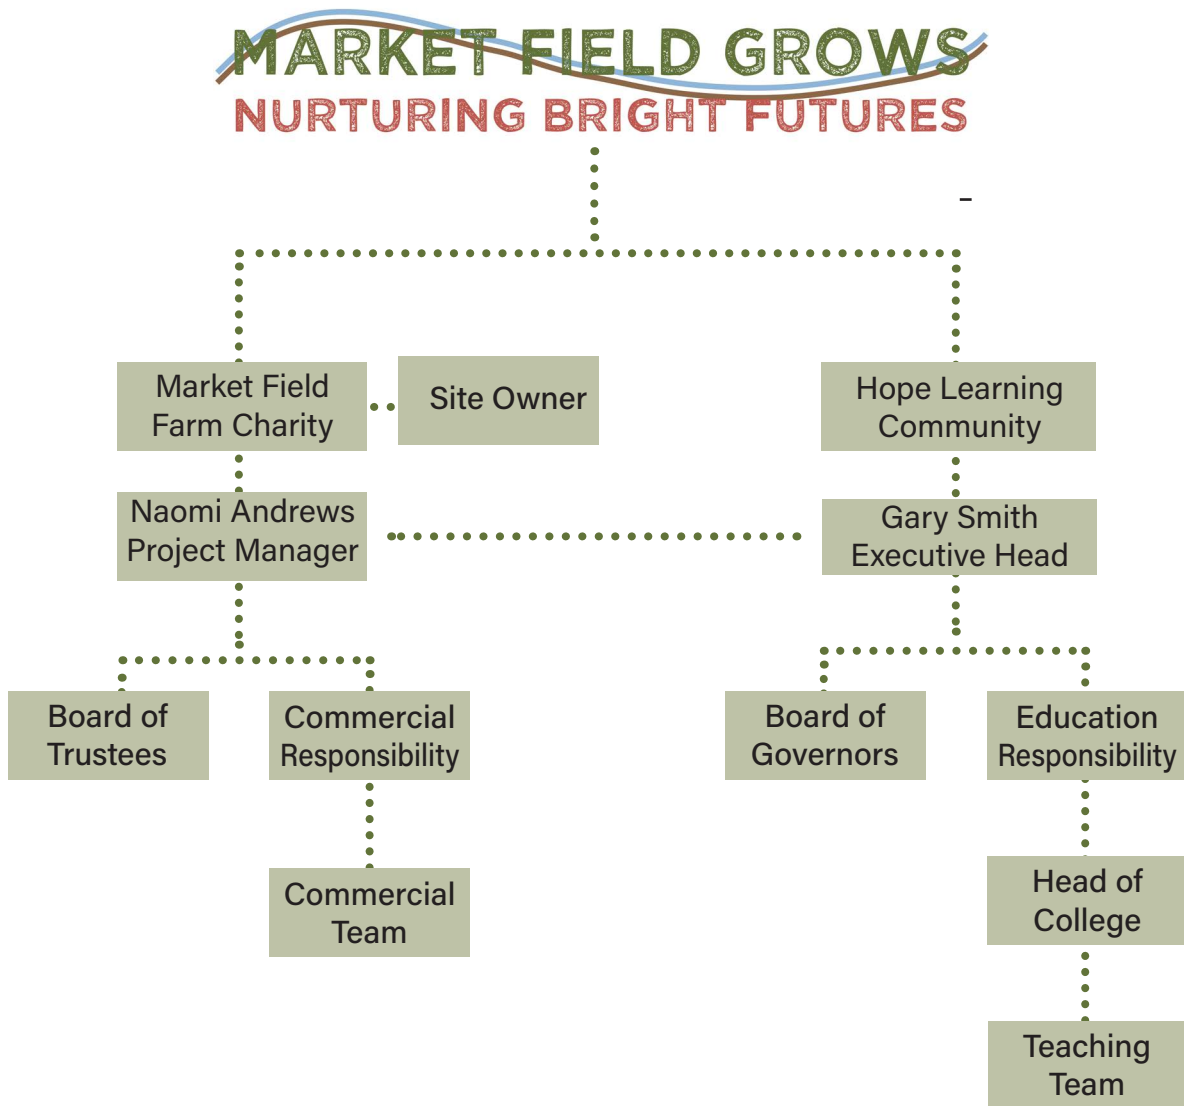 MARKET FIELD GROWS
NURTURING BRIGHT FUTURES
–
Market Field
Farm Charity
Site Owner
Hope Learning
Community
Naomi Andrews
Project Manager
Gary Smith
Executive Head
Board of
Trustees
Commercial
Responsibility
Board of
Governors
Education
Responsibility
Commercial
Team
Head of
College
Teaching
Team